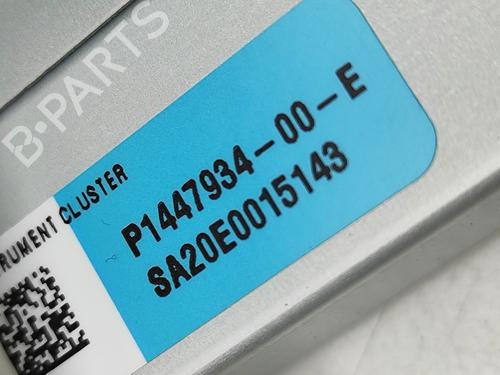 B-PARTS
RUMENT CLUSTER
P1447934-00-E
SA20E0015143